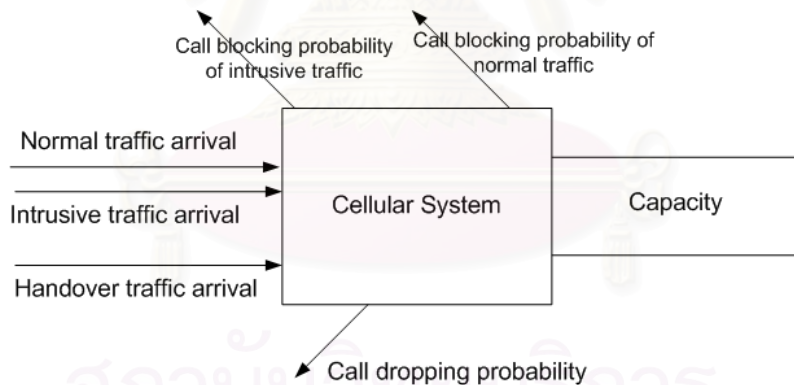 Call blocking probability
of intrusive traffic
Call blocking probability of
normal traffic
Normal traffic arrival
Intrusive traffic arrival
Handover traffic arrival
Cellular System
Capacity
Call dropping probability